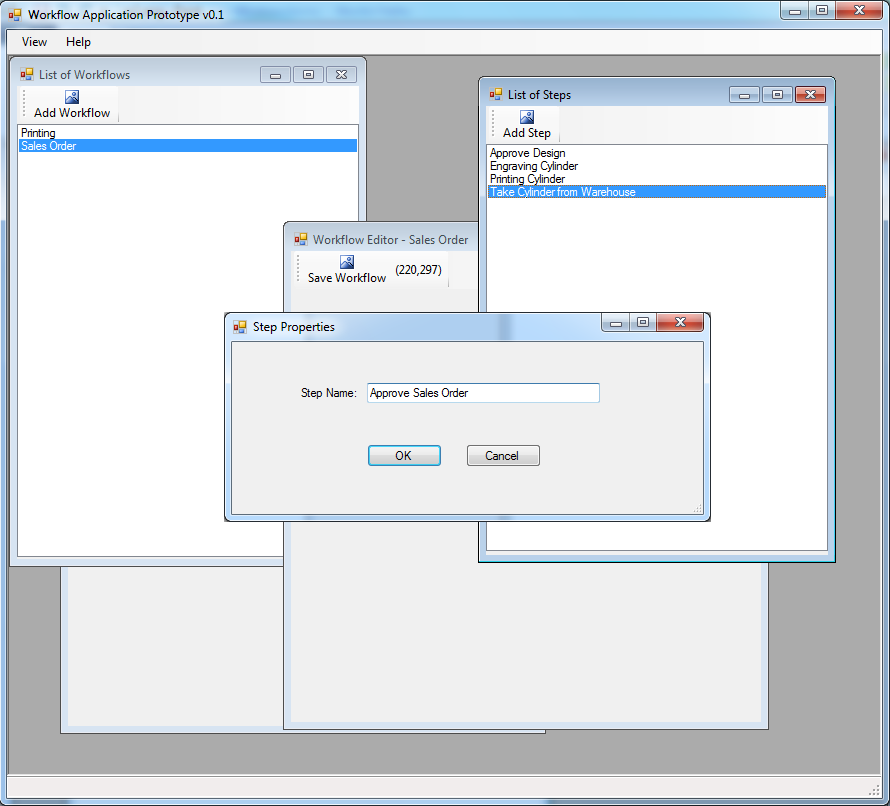 Workflow Application Prototype v0.1
View Help
List of Workflows
Add Workflow
Printing
Sales Order
List of Steps
Add Step
Approve Design
Engraving Cylinder
Printing Cylinder
Take Cylinder from Warehouse
Workflow Editor - Sales Order
Save Workflow (220,297)
Step Properties
Step Name: Approve Sales Order
OK Cancel